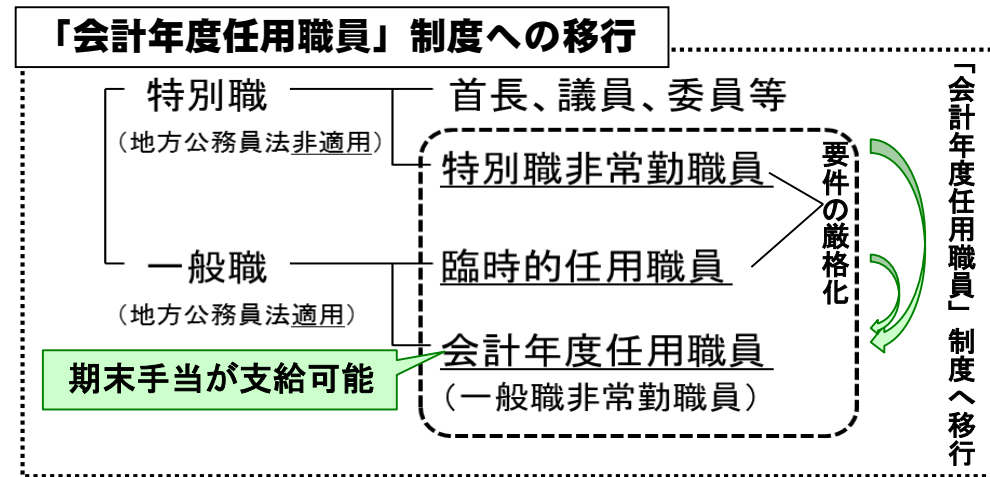 「会計年度任用職員」制度への移行
特別職
（地方公務員法非適用）
首長、議員、委員等
特別職非常勤職員
一般職
（地方公務員法適用）
臨時的任用職員
会計年度任用職員
（一般職非常勤職員）
期末手当が支給可能
要件の厳格化
「会計年度任用職員」制度へ移行